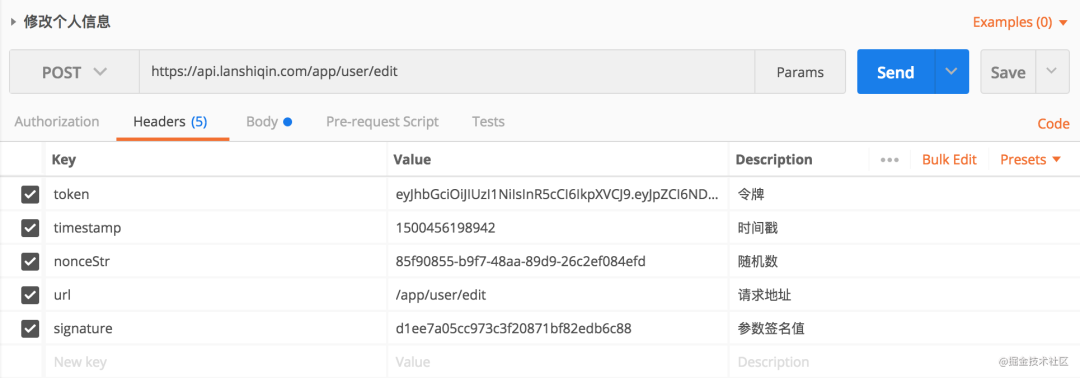 修改个人信息 Examples (0)
POST https://api.lanshiqin.com/app/user/edit Params Send Save
Authorization Headers (5) Body Pre-request Script Tests Code
Key Value Description ••• Bulk Edit Presets
token eyJhbGciOiJIUzI1NiIsInR5cCI6IkpXVCJ9.eyJpZCI6ND... 令牌
timestamp 1500456198942 时间戳
nonceStr 85f90855-b9f7-48aa-89d9-26c2ef084efd 随机数
url /app/user/edit 请求地址
signature d1ee7a05cc973c3f20871bf82edb6c88 参数签名值
New key Value Description
@掘金技术社区